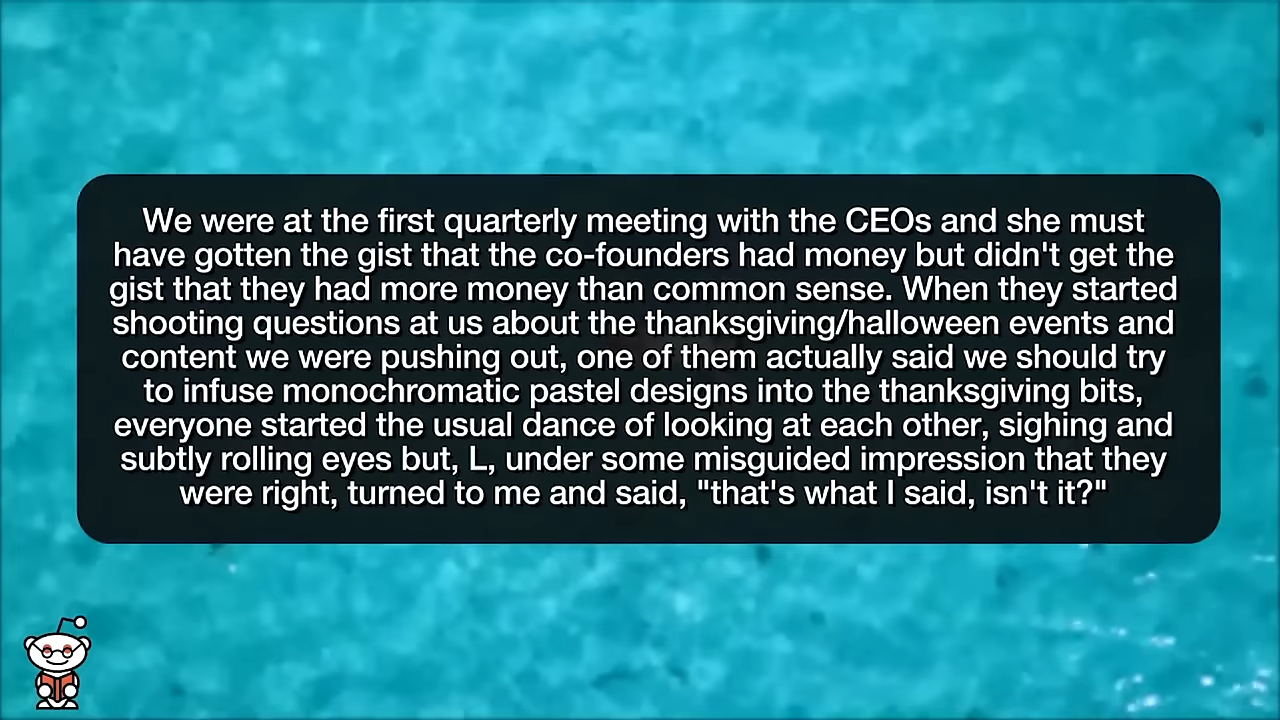 We were at the first quarterly meeting with the CEOs and she must
have gotten the gist that the co-founders had money but didn't get the
gist that they had more money than common sense. When they started
shooting questions at us about the thanksgiving/halloween events and
content we were pushing out, one of them actually said we should try
to infuse monochromatic pastel designs into the thanksgiving bits,
everyone started the usual dance of looking at each other, sighing and
subtly rolling eyes but, L, under some misguided impression that they
were right, turned to me and said, "that's what I said, isn't it?"